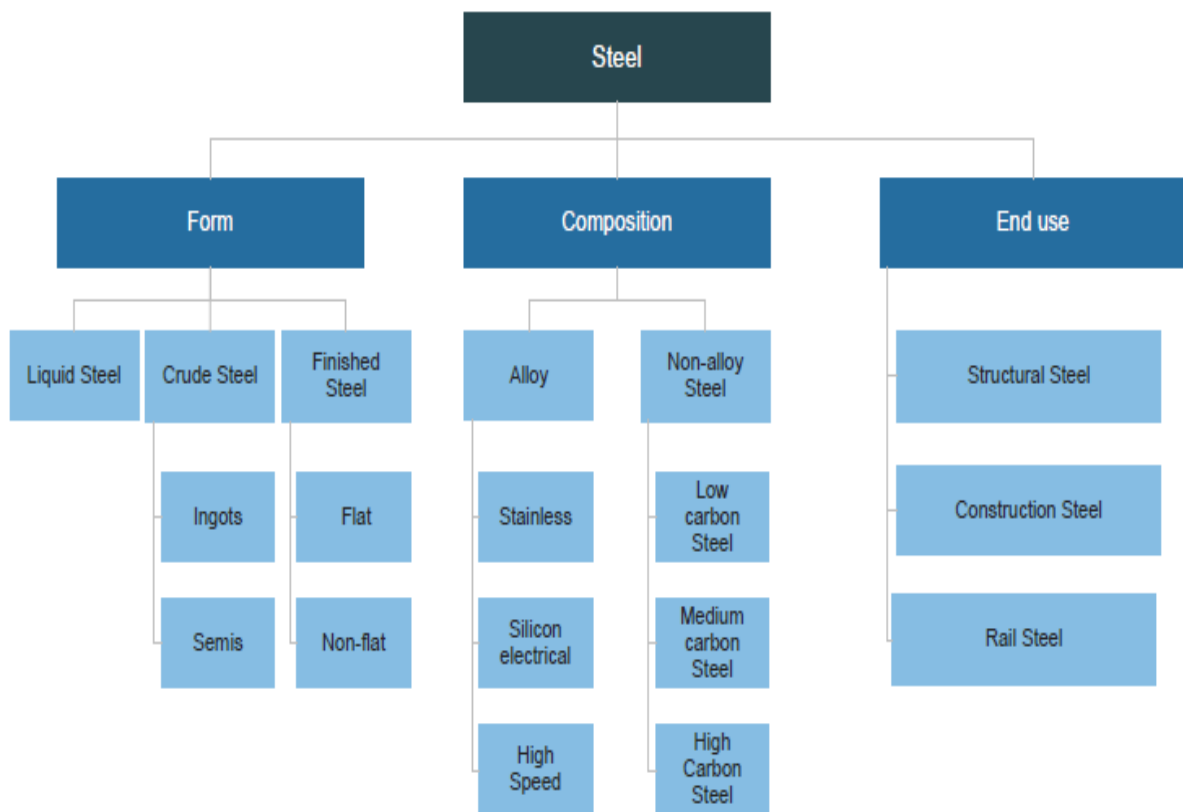 Steel
Form
Composition
End use
Liquid Steel
Crude Steel
Finished
Steel
Alloy
Non-alloy
Steel
Structural Steel
Ingots
Flat
Stainless
Low
carbon
Steel
Construction Steel
Semis
Non-flat
Silicon
electrical
Medium
carbon
Steel
Rail Steel
High
Speed
High
Carbon
Steel